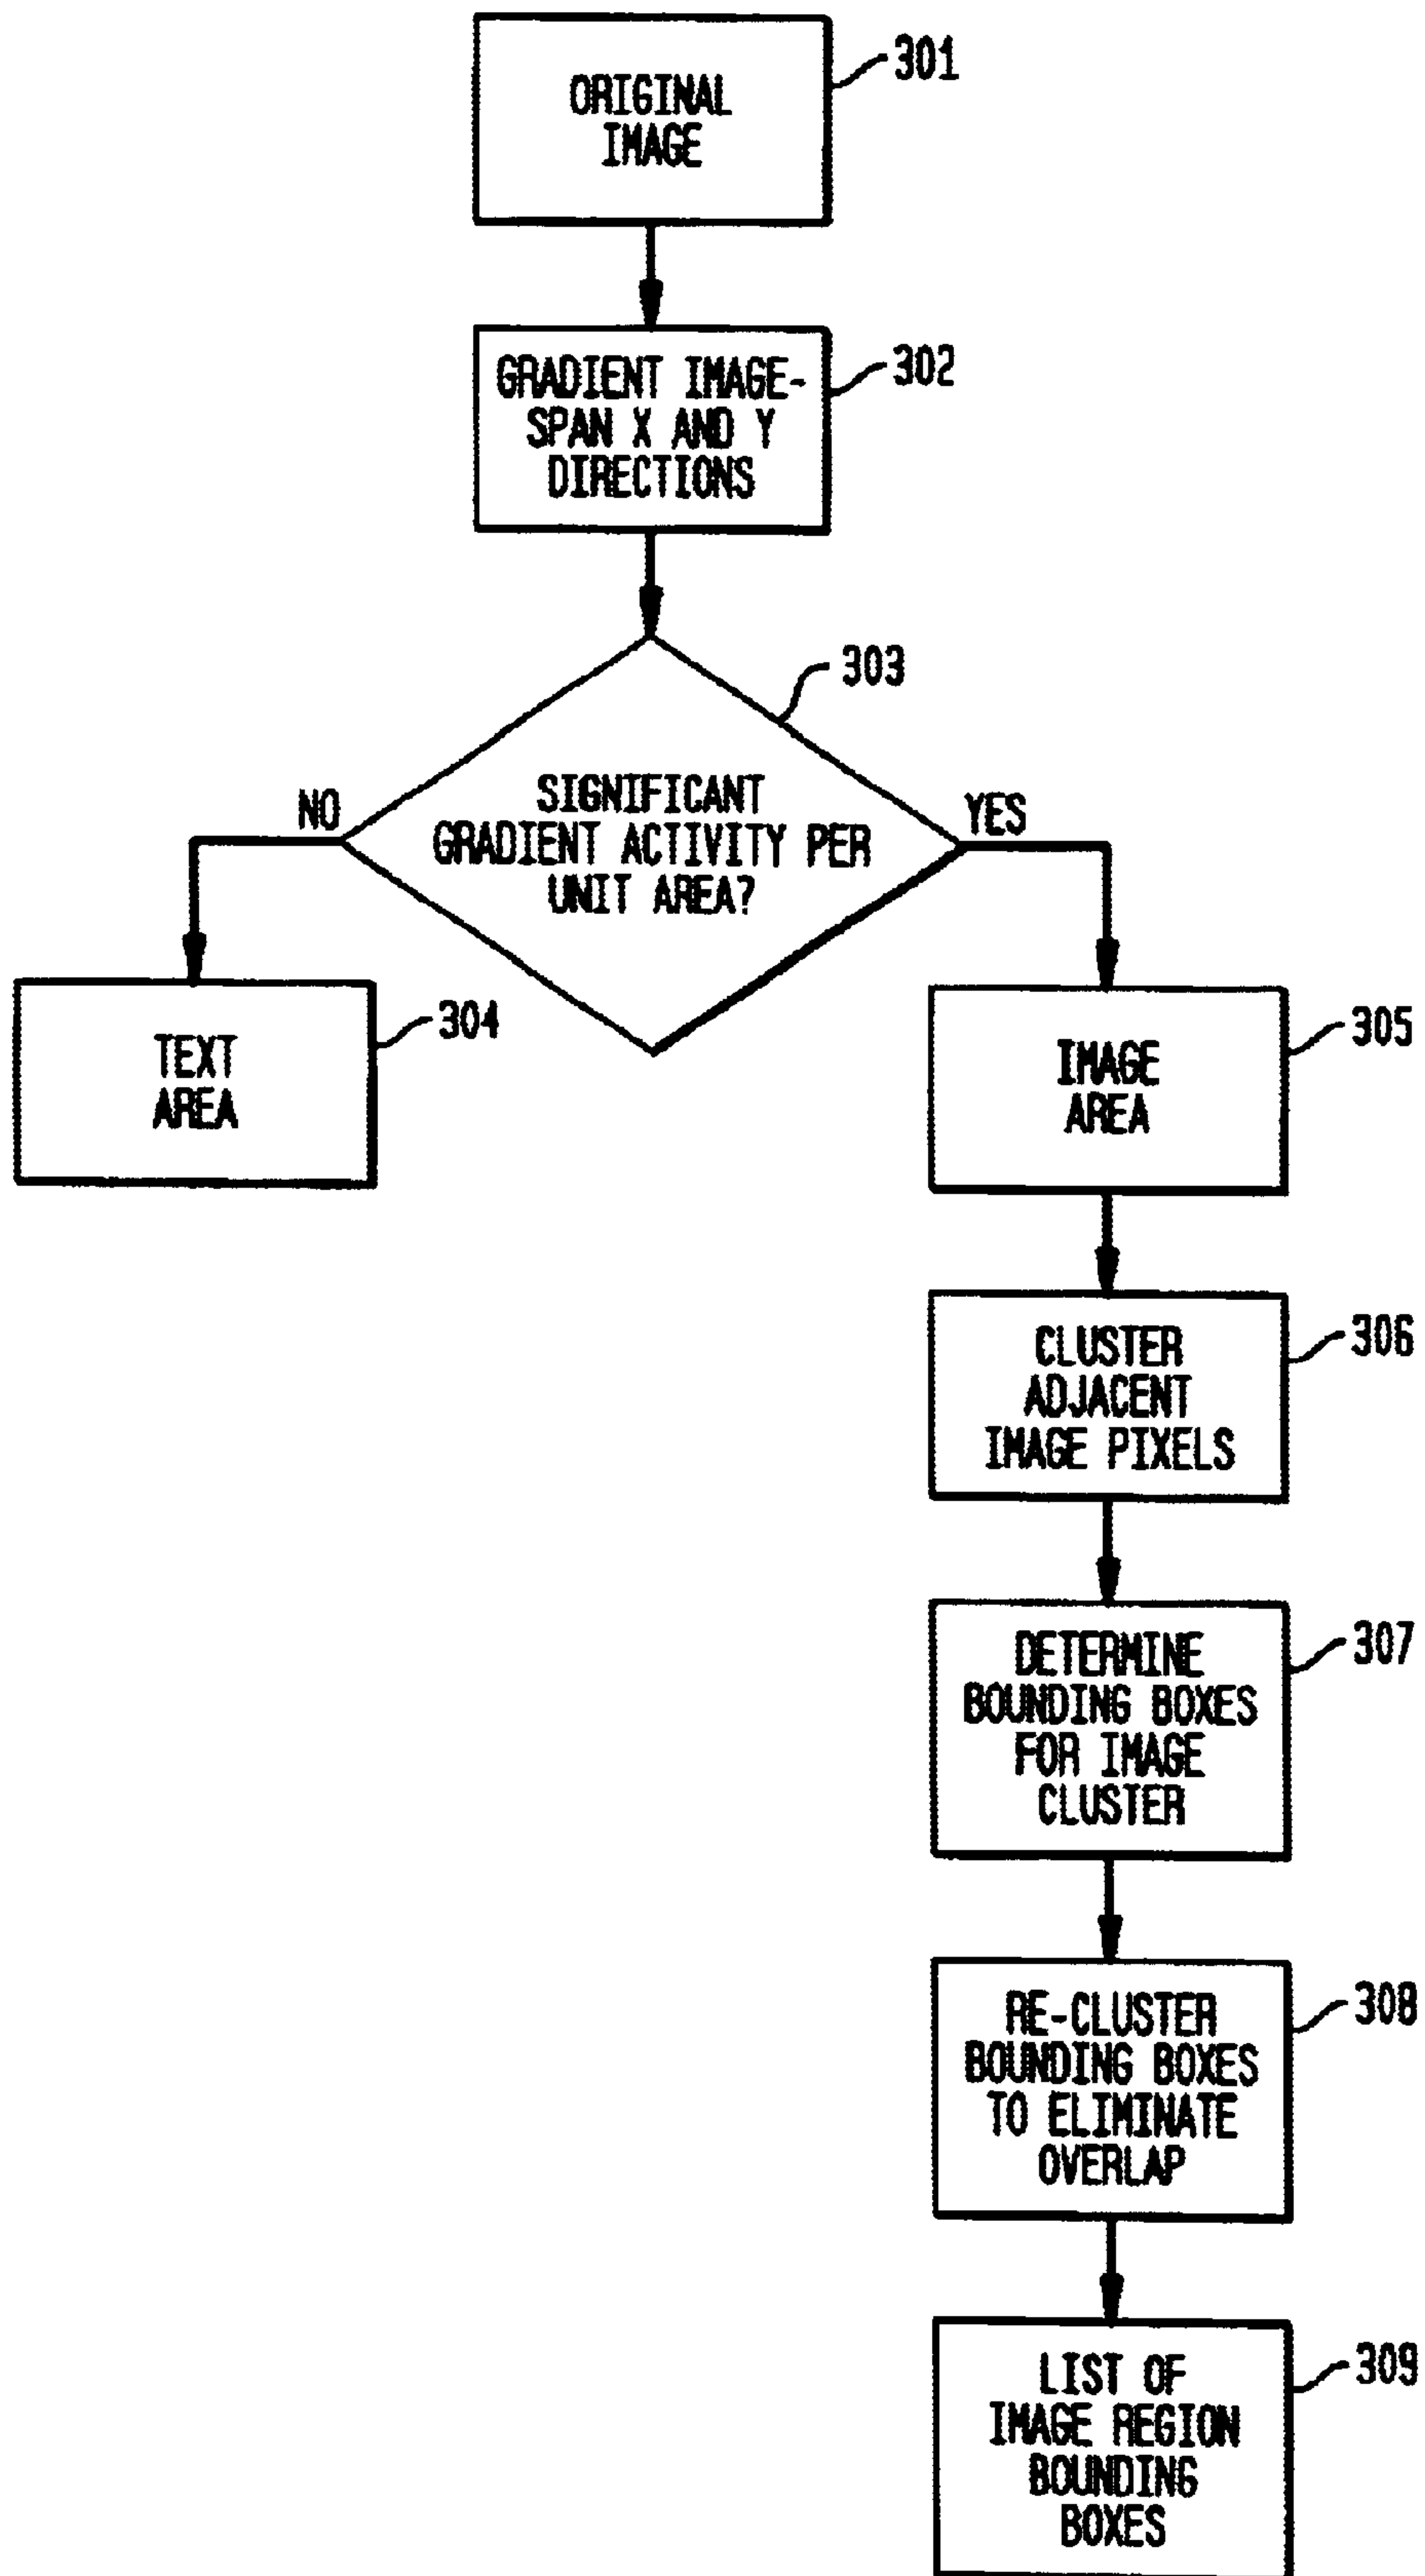 ORIGINAL
IMAGE
301
GRADIENT IMAGE-
SPAN X AND Y
DIRECTIONS
302
303
SIGNIFICANT
GRADIENT ACTIVITY PER
UNIT AREA?
NO
YES
TEXT
AREA
304
IMAGE
AREA
305
CLUSTER
ADJACENT
IMAGE PIXELS
306
DETERMINE
BOUNDING BOXES
FOR IMAGE
CLUSTER
307
RE-CLUSTER
BOUNDING BOXES
TO ELIMINATE
OVERLAP
308
LIST OF
IMAGE REGION
BOUNDING
BOXES
309